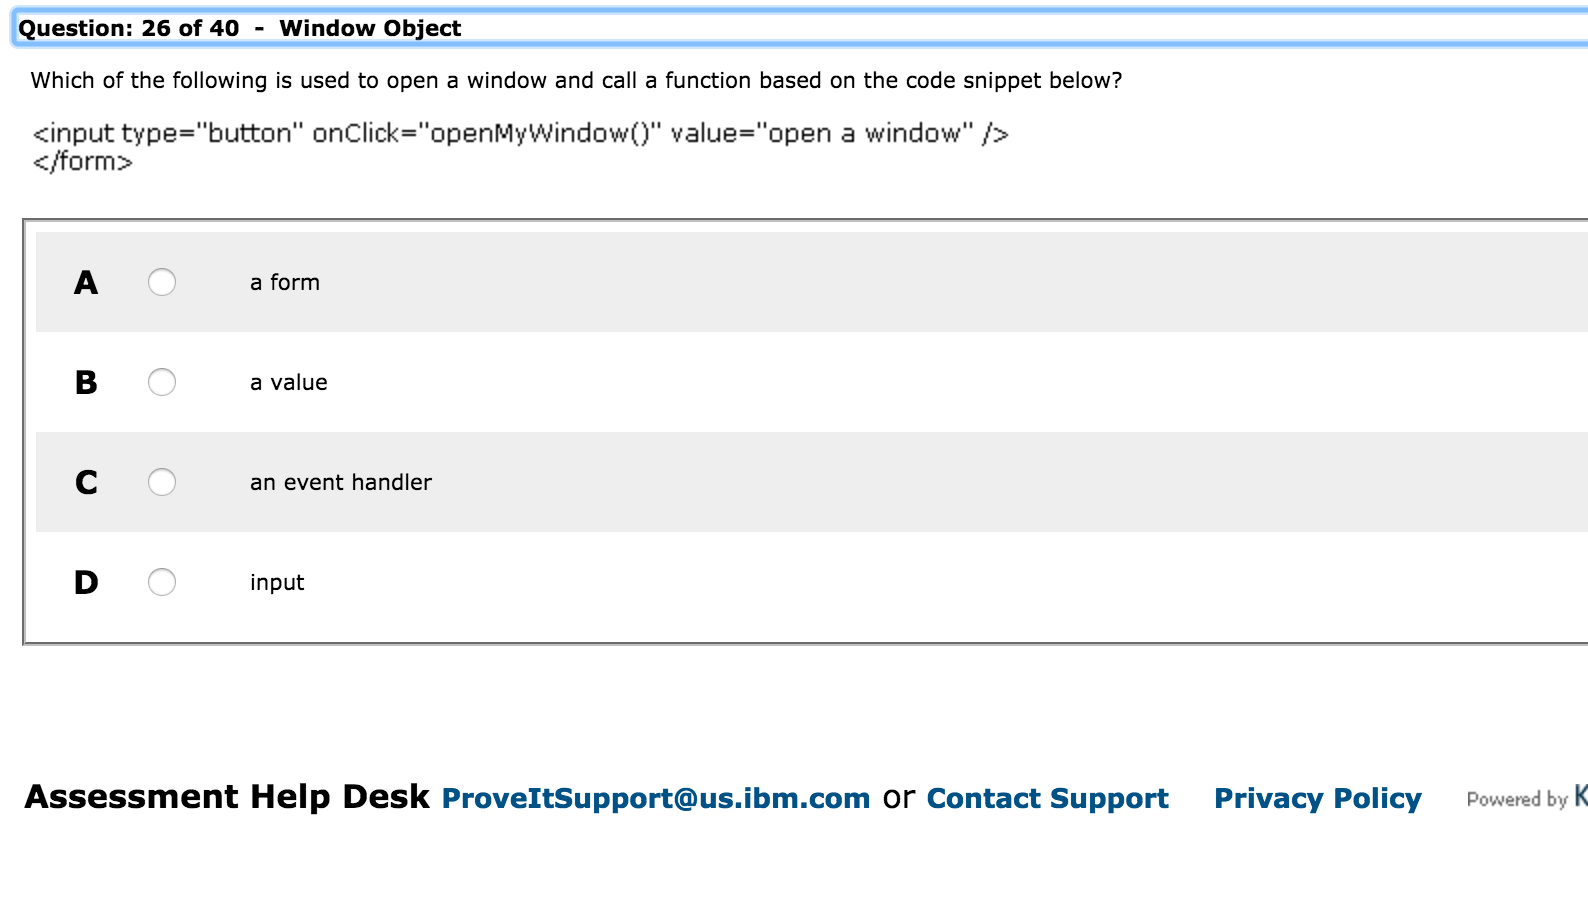 Question: 26 of 40 - Window Object
Which of the following is used to open a window and call a function based on the code snippet below?
<input type="button" onClick="openMyWindow()" value="open a window" />
</form>
A a form
B a value
C an event handler
D input
Assessment Help Desk ProveItSupport@us.ibm.com or Contact Support Privacy Policy Powered by K